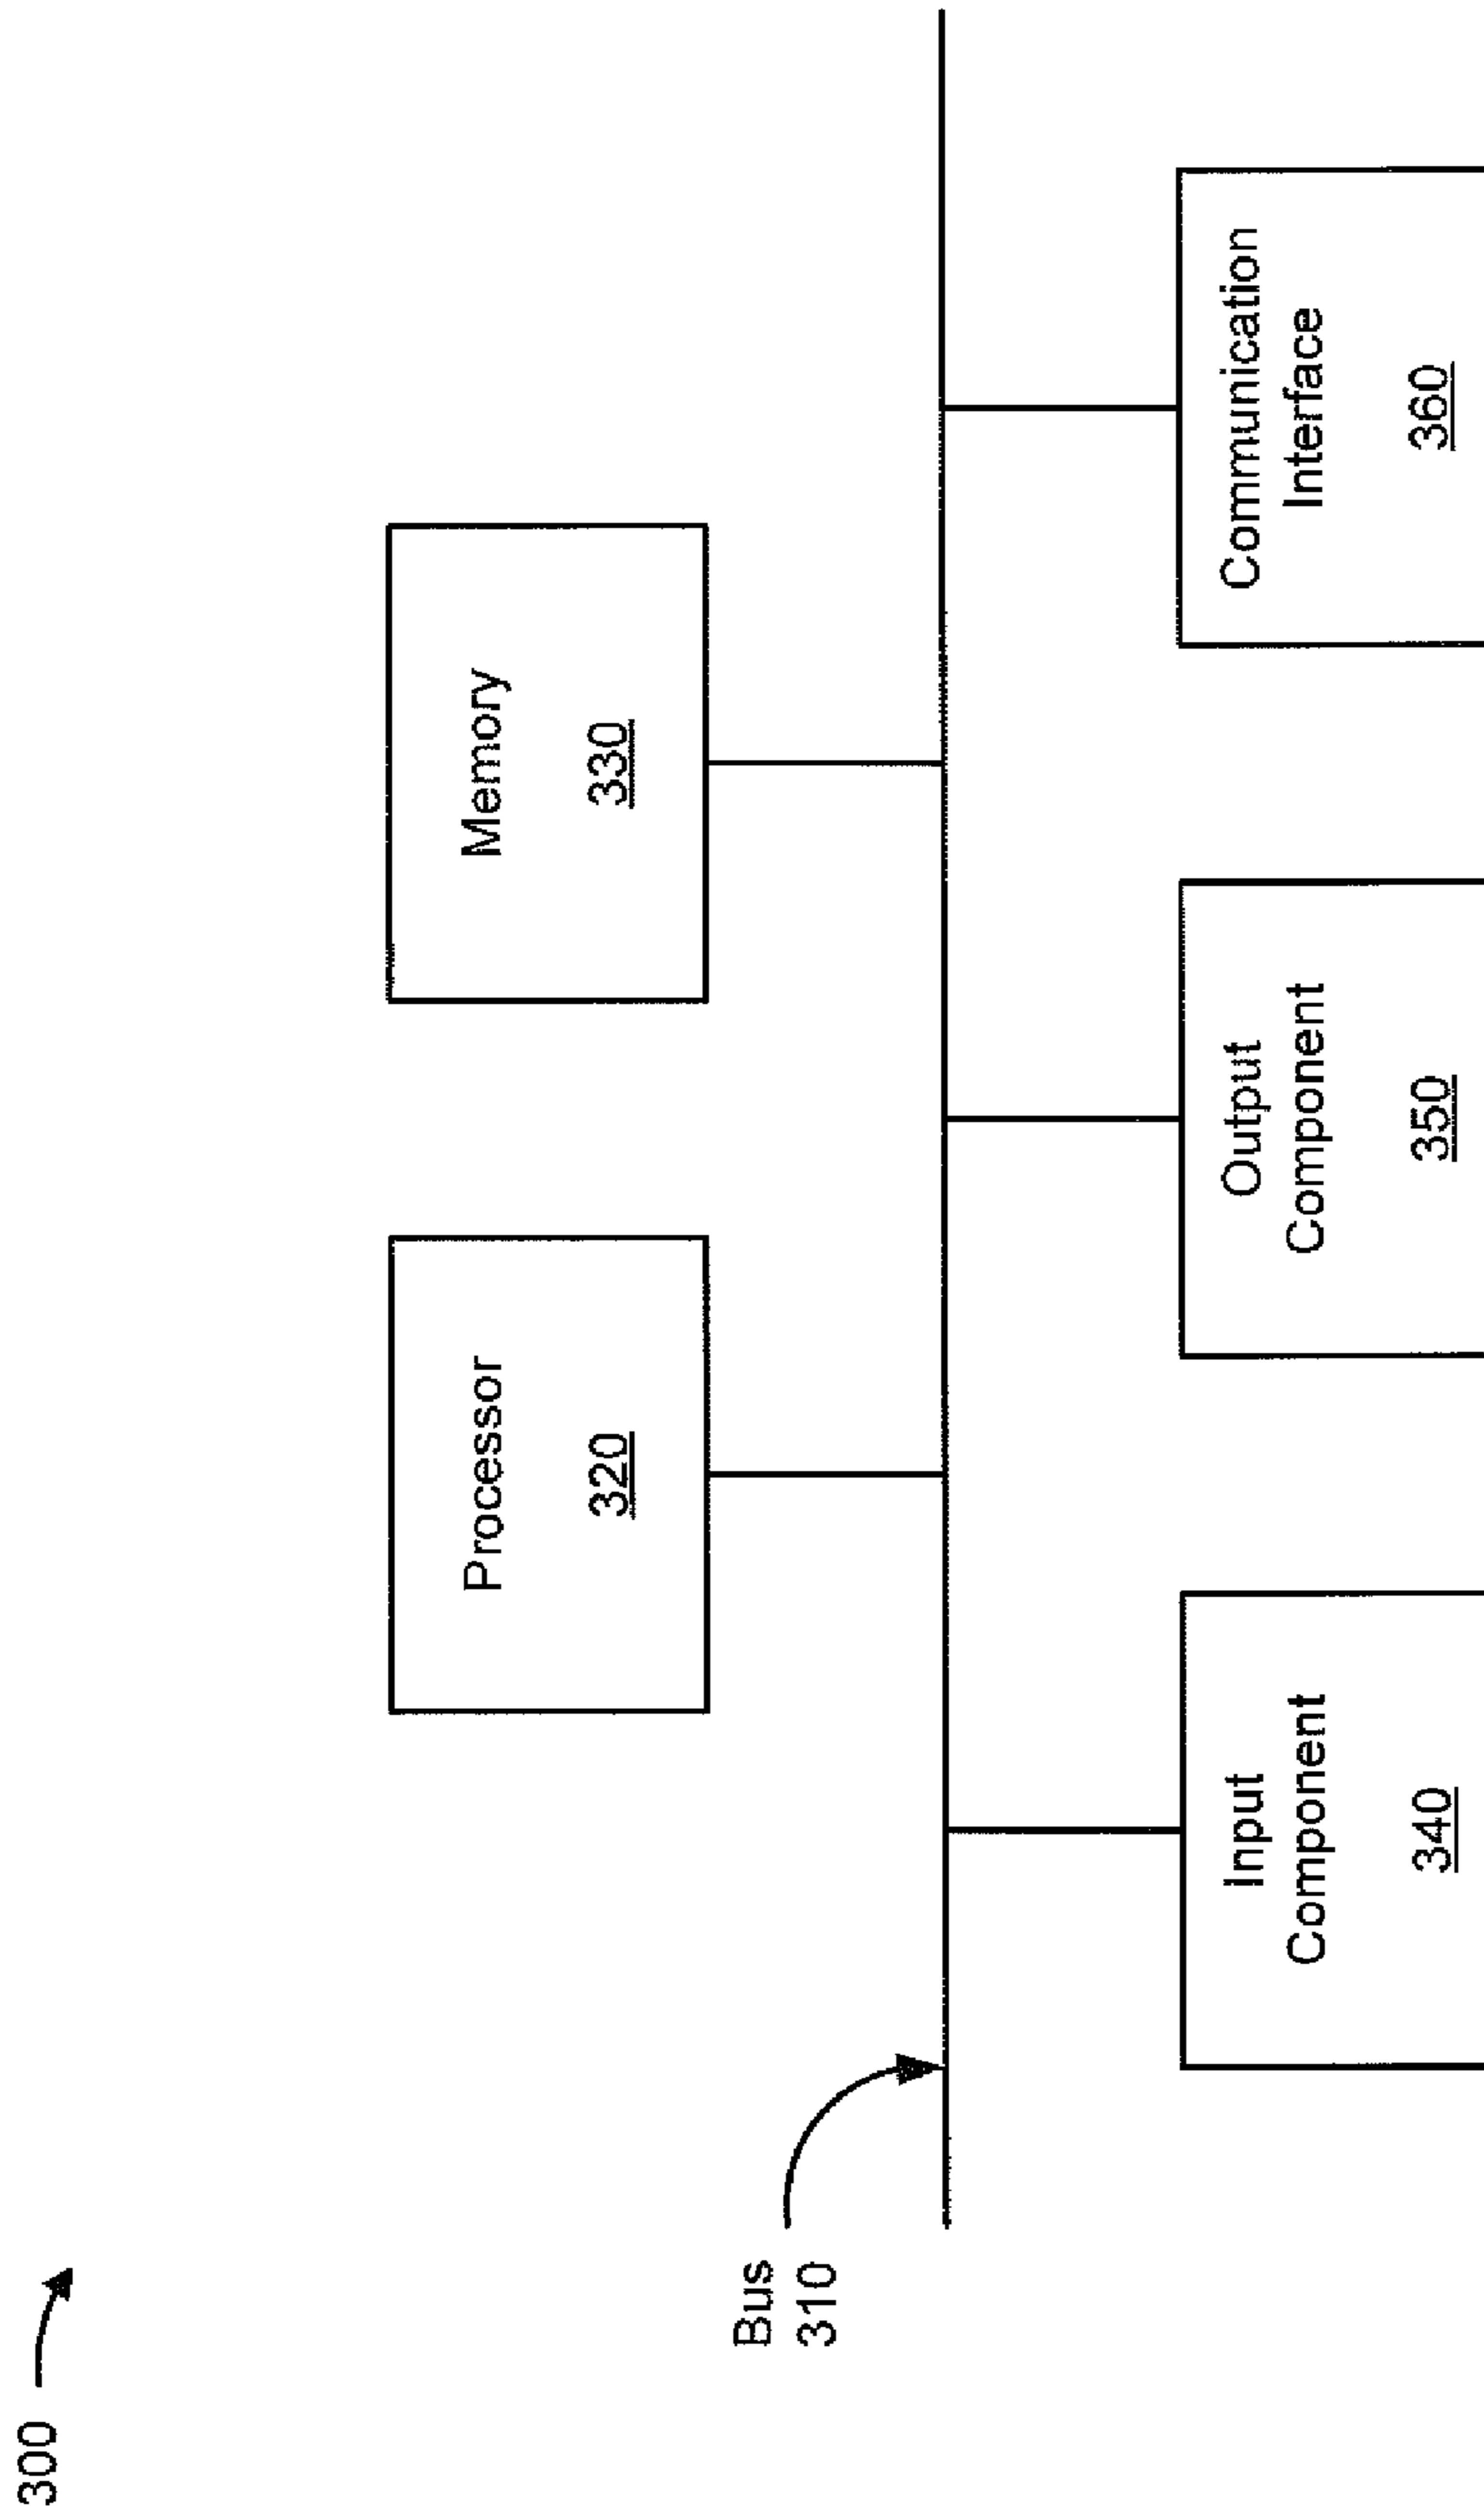 300
Processor
320
Memory
330
Bus
310
Input
Component
340
Output
Component
350
Communication
Interface
360